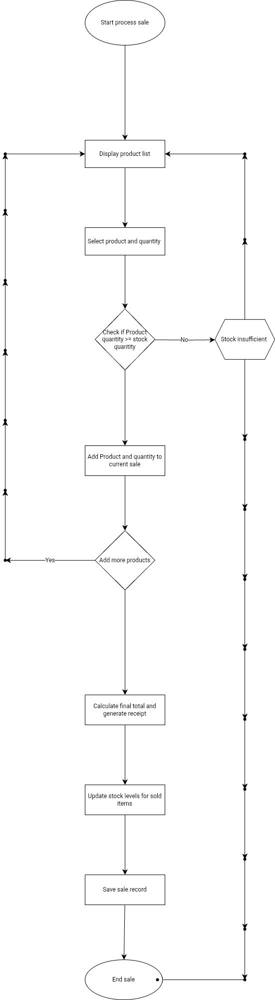 Start process sale
Display product list
Select product and quantity
Check if Product
quantity >= stock
quantity
No
Stock insufficient
Add Product and quantity to
current sale
Yes
Add more products
Calculate final total and
generate receipt
Update stock levels for sold
items
Save sale record
End sale